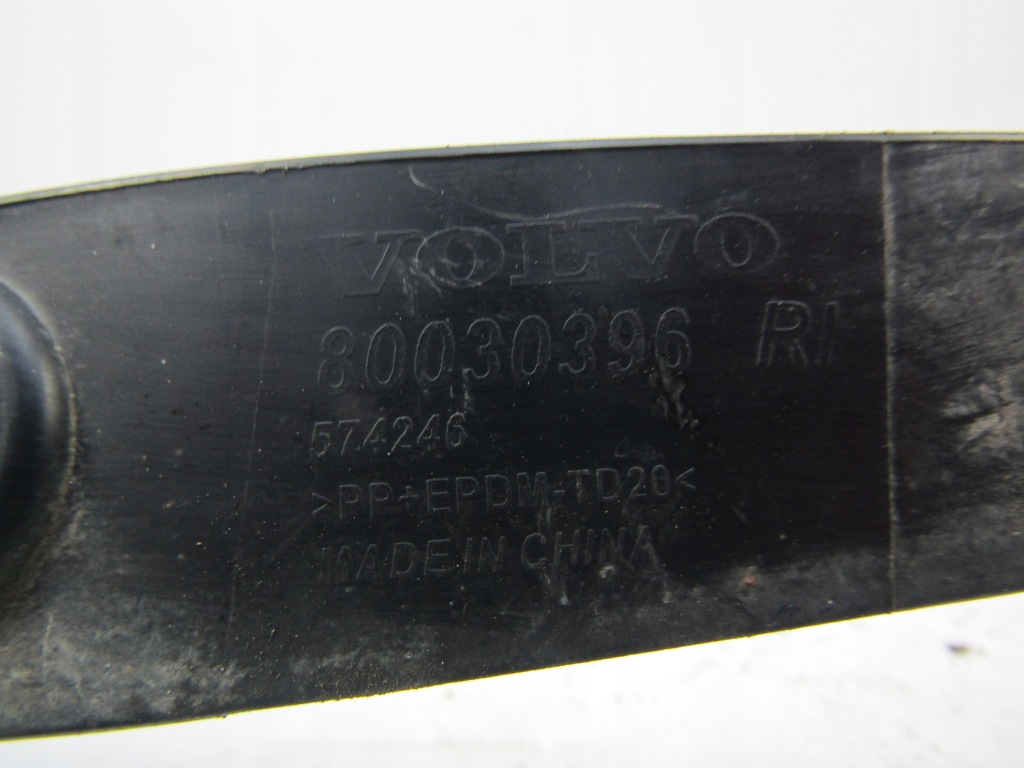 VOLVO
80030396 RI
574246
>PP+EPDM-TD20<
MADE IN CHINA